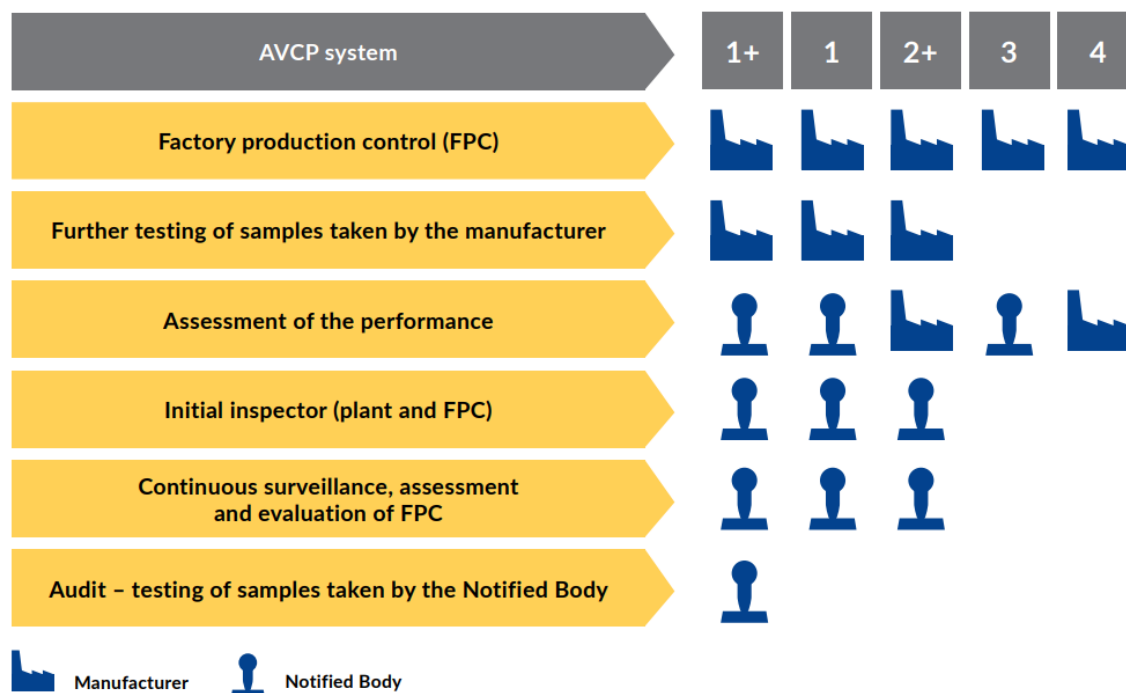 AVCP system 1+ 1 2+ 3 4
Factory production control (FPC)
Further testing of samples taken by the manufacturer
Assessment of the performance
Initial inspector (plant and FPC)
Continuous surveillance, assessment
and evaluation of FPC
Audit – testing of samples taken by the Notified Body
Manufacturer Notified Body